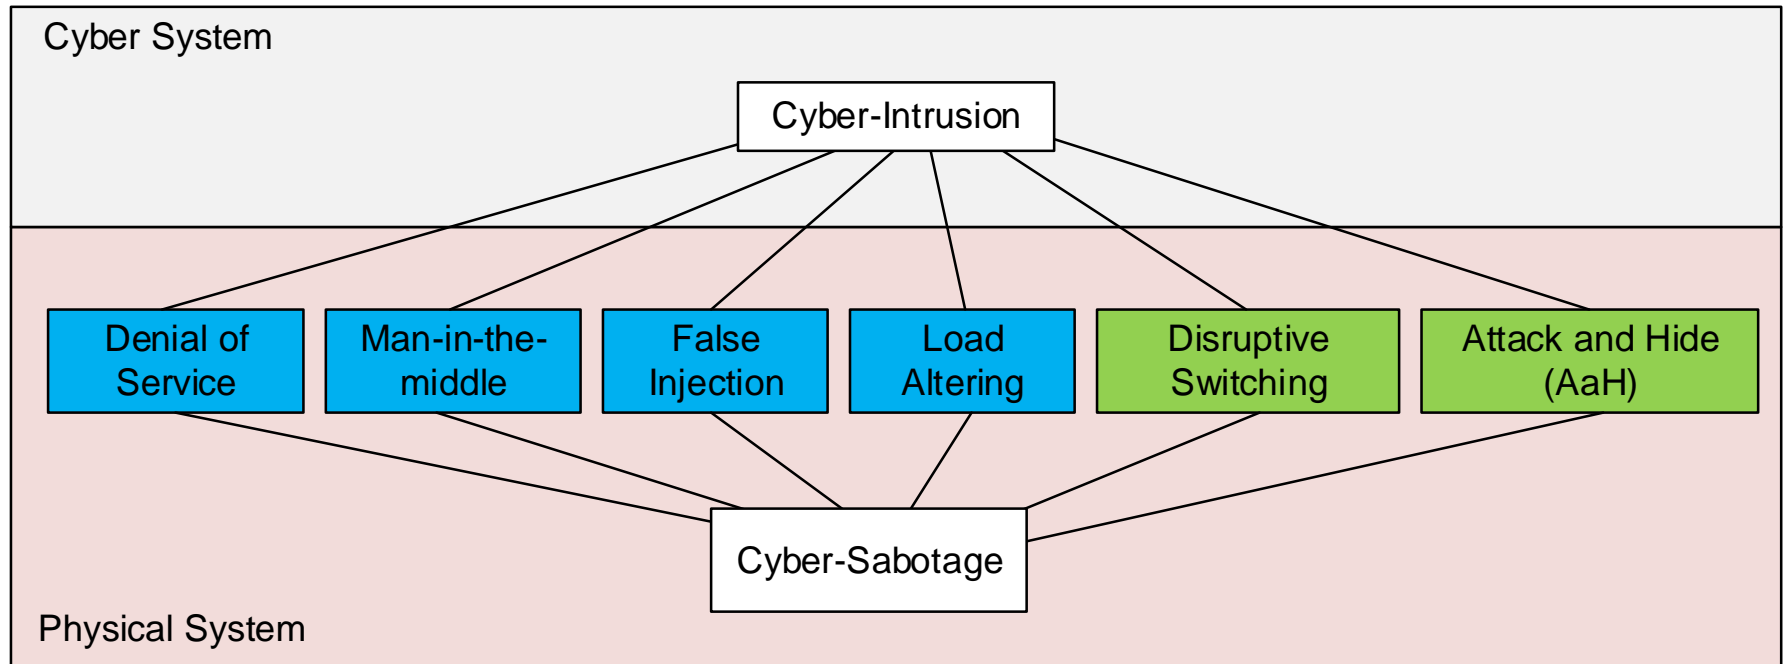 Cyber System
Cyber-Intrusion
Denial of
Service
Man-in-the-
middle
False
Injection
Load
Altering
Disruptive
Switching
Attack and Hide
(AaH)
Cyber-Sabotage
Physical System